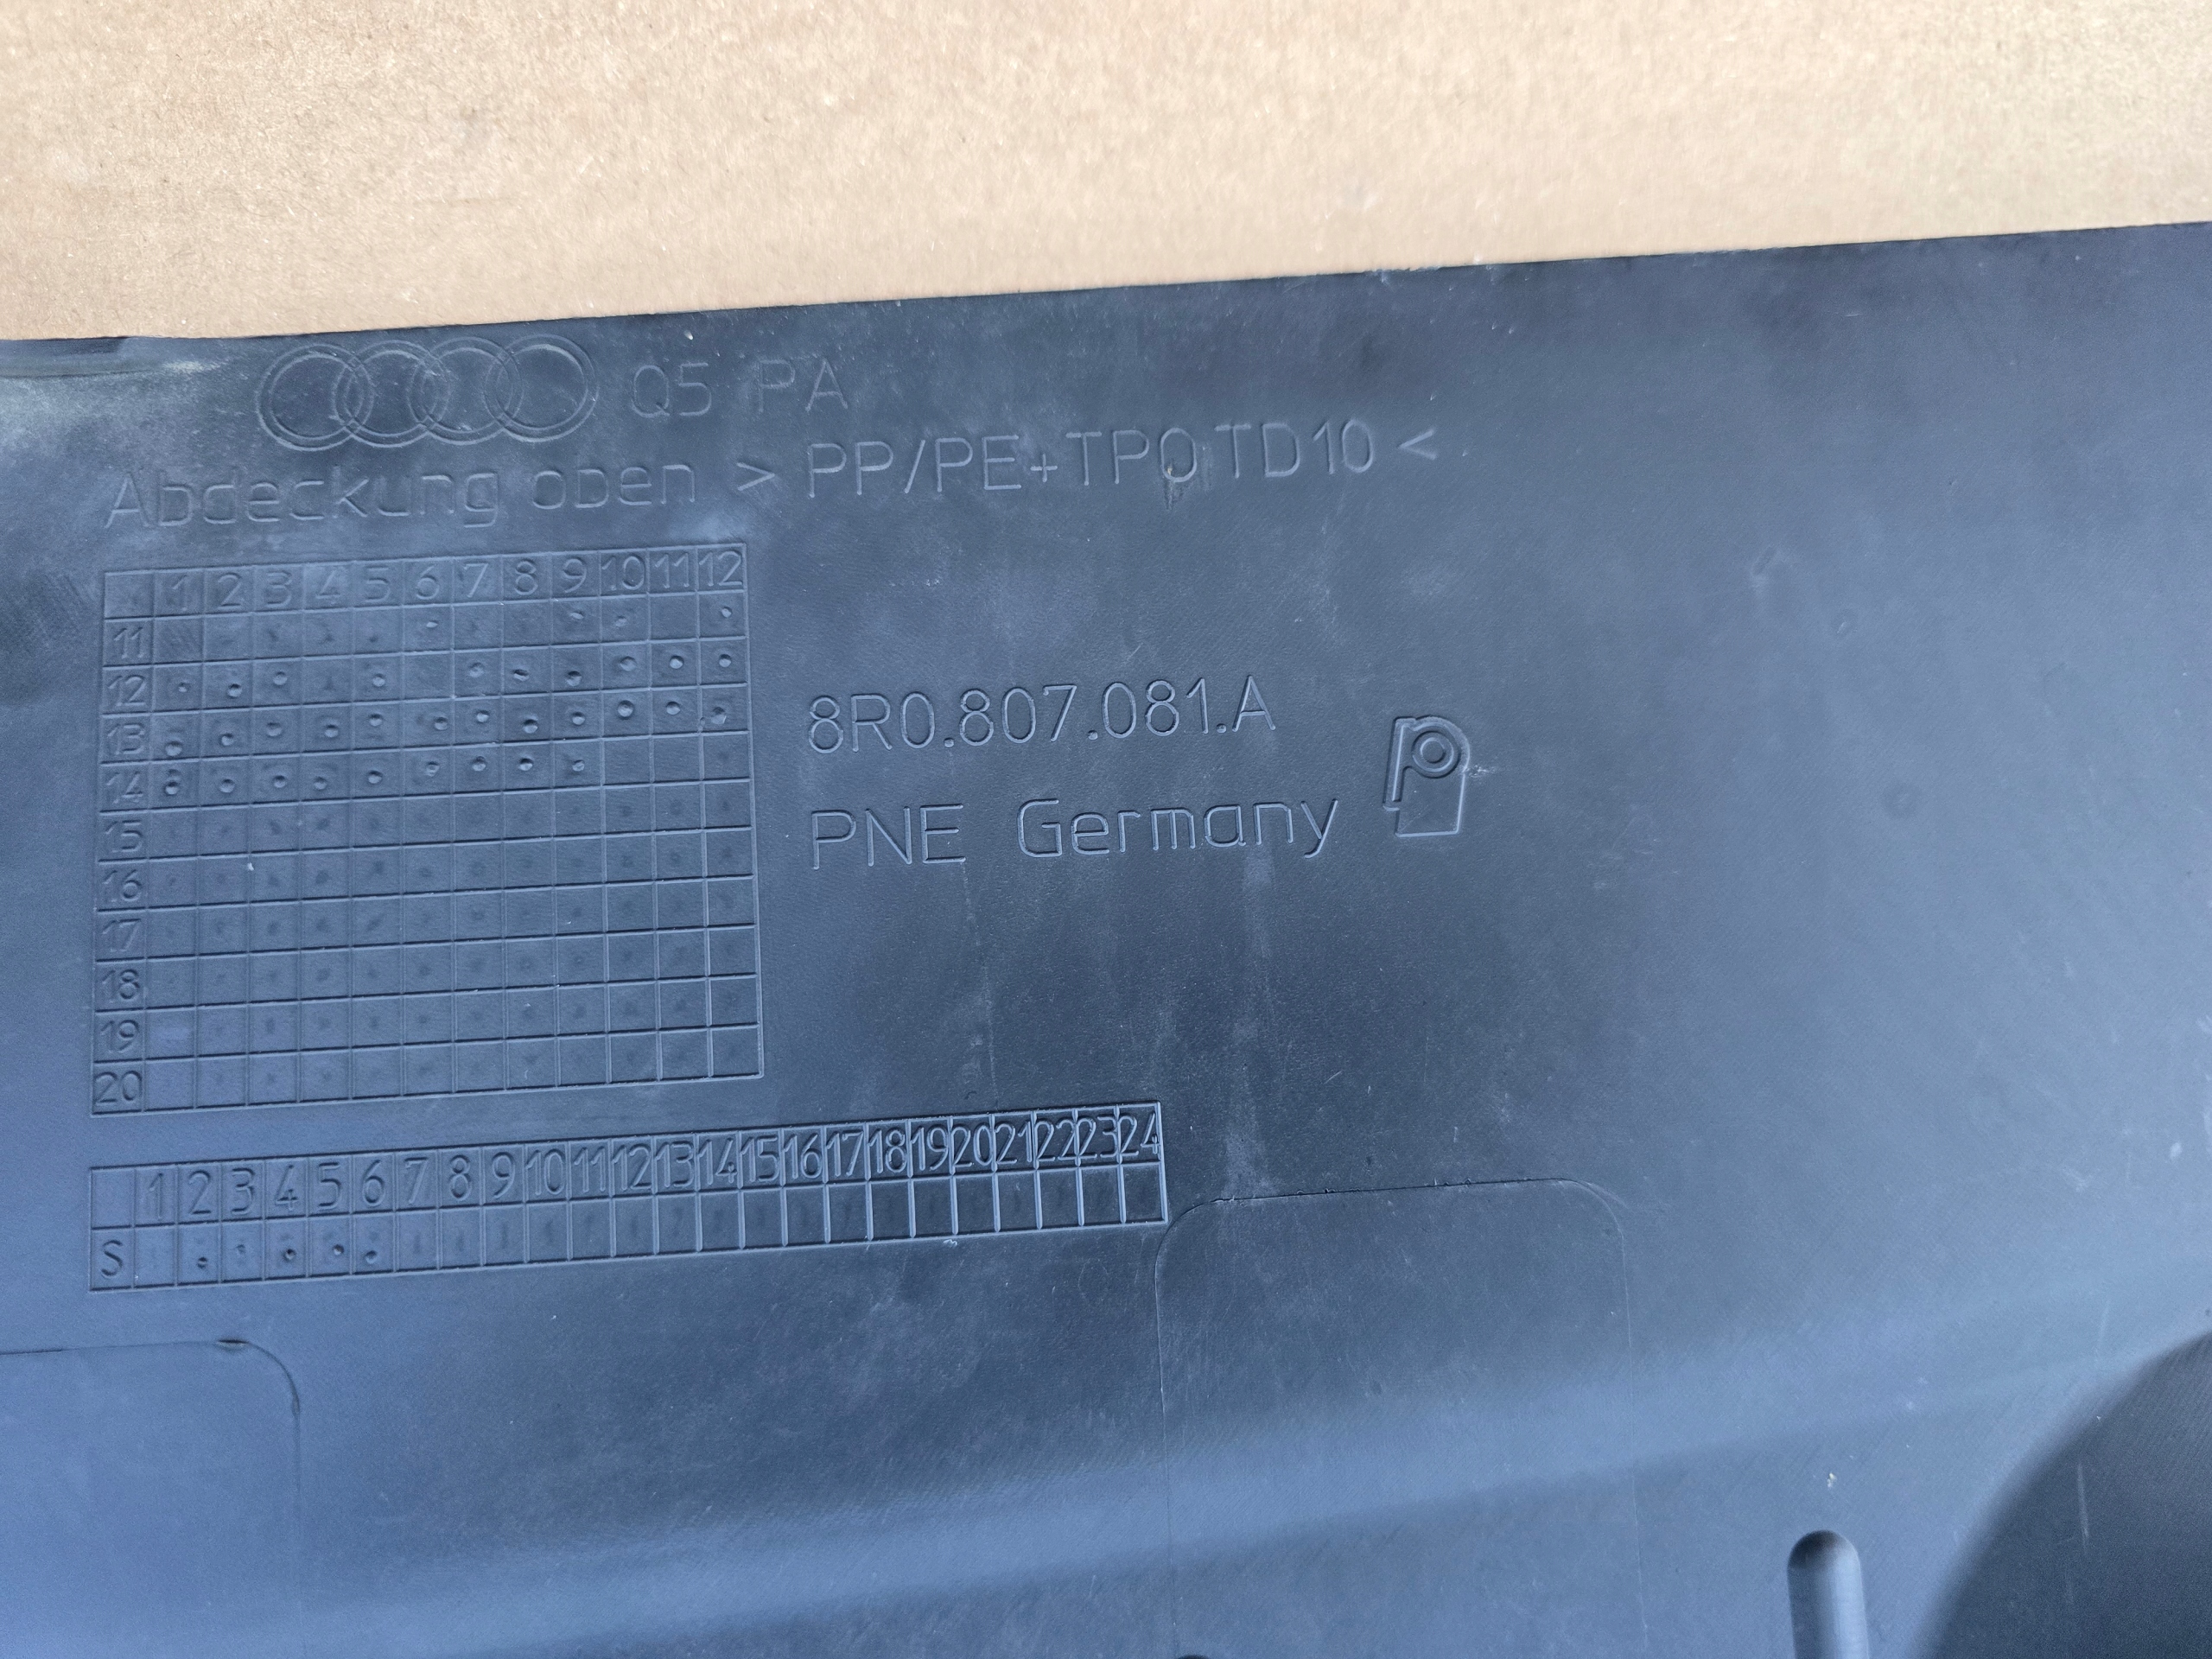 Q5 PA
Abdeckung oben > PP/PE+TPO TD10 <
1 2 3 4 5 6 7 8 9 10 11 12
11
12
13
14
15
16
17
18
19
20
8R0.807.081.A
PNE Germany
1 2 3 4 5 6 7 8 9 10 11 12 13 14 15 16 17 18 19 20 21 22 23 24
S